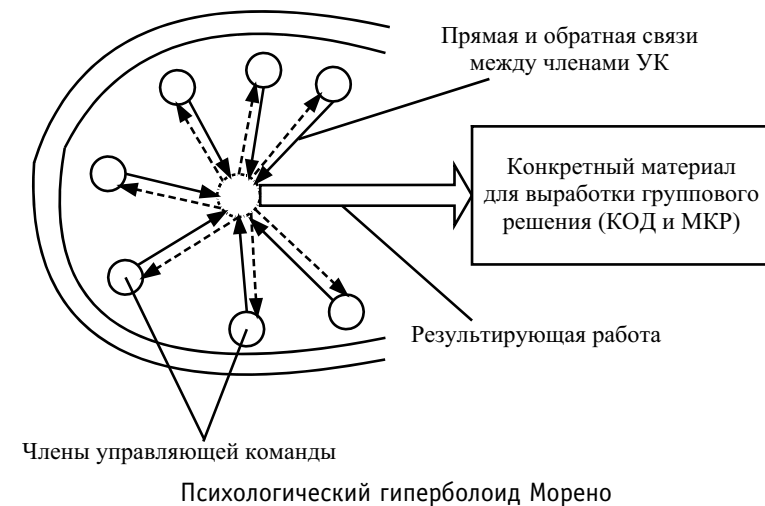 Прямая и обратная связи
между членами УК
Конкретный материал
для выработки группового
решения (КОД и МКР)
Результирующая работа
Члены управляющей команды
Психологический гиперболоид Морено